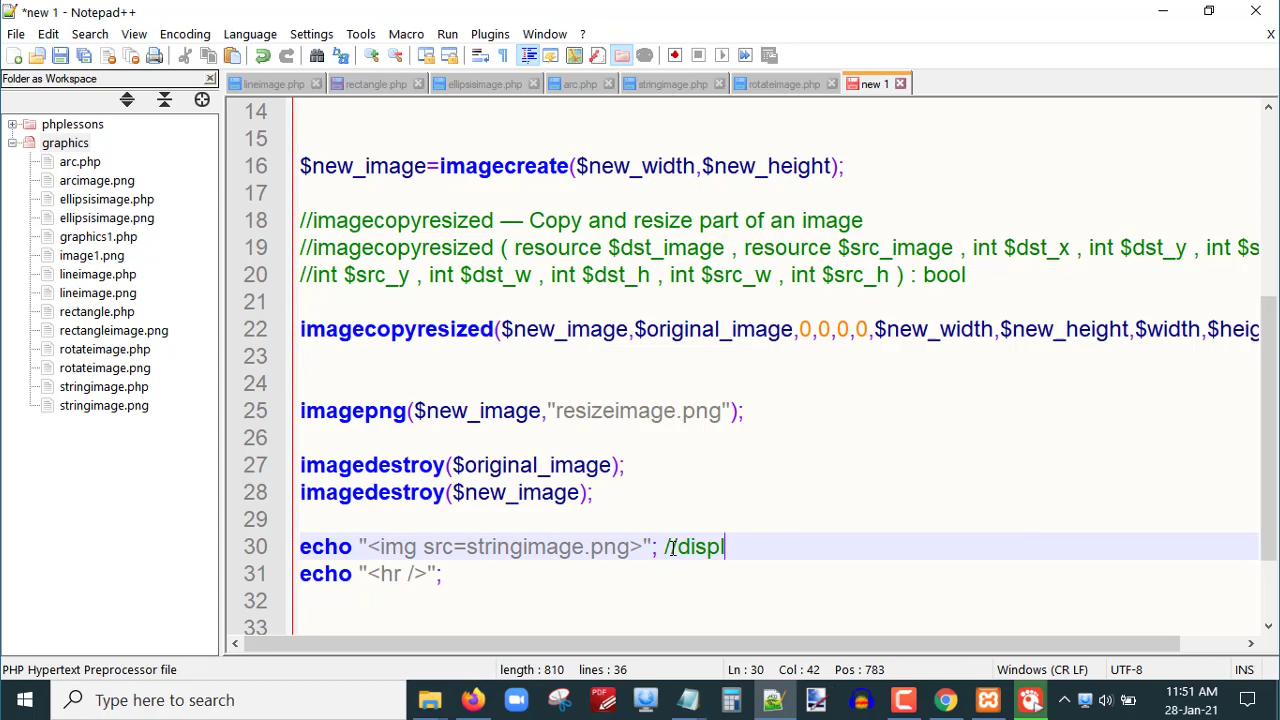 *new 1 - Notepad++
File Edit Search View Encoding Language Settings Tools Macro Run Plugins Window ? X
Folder as Workspace
lineimage.php rectangle.php ellipsisimage.php arc.php stringimage.php rotateimage.php new 1
phplessons
graphics
arc.php
arcimage.png
ellipsisimage.php
ellipsisimage.png
graphics1.php
image1.png
lineimage.php
lineimage.png
rectangle.php
rectangleimage.png
rotateimage.php
rotateimage.png
stringimage.php
stringimage.png
14
15
16 $new_image=imagecreate($new_width,$new_height);
17
18 //imagecopyresized — Copy and resize part of an image
19 //imagecopyresized ( resource $dst_image , resource $src_image , int $dst_x , int $dst_y , int $s
20 //int $src_y , int $dst_w , int $dst_h , int $src_w , int $src_h ) : bool
21
22 imagecopyresized($new_image,$original_image,0,0,0,0,$new_width,$new_height,$width,$heig
23
24
25 imagepng($new_image,"resizeimage.png");
26
27 imagedestroy($original_image);
28 imagedestroy($new_image);
29
30 echo "<img src=stringimage.png>"; //displ
31 echo "<hr />";
32
33
PHP Hypertext Preprocessor file length : 810 lines : 36 Ln : 30 Col : 42 Pos : 783 Windows (CR LF) UTF-8 INS
Type here to search
PDF
11:51 AM
28-Jan-21